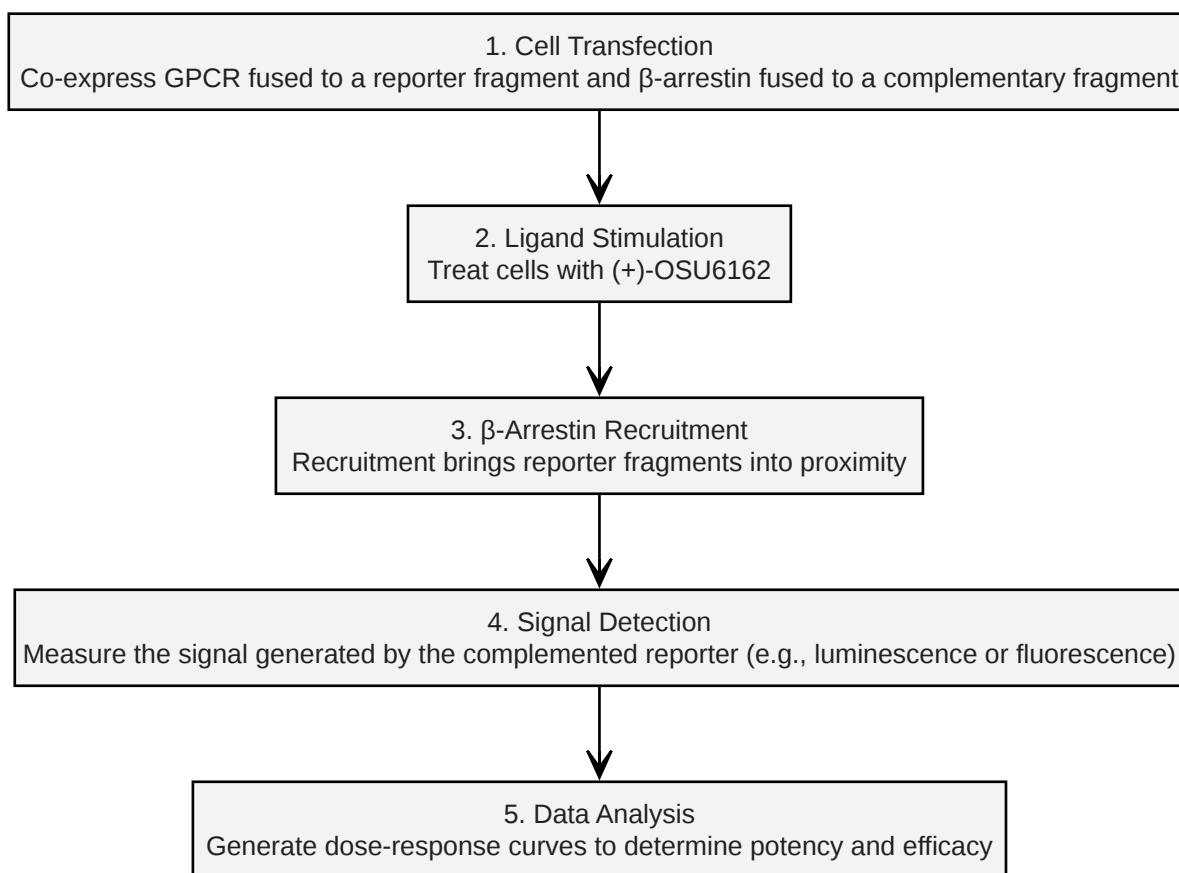 1. Cell Transfection
Co-express GPCR fused to a reporter fragment and β-arrestin fused to a complementary fragment
2. Ligand Stimulation
Treat cells with (+)-OSU6162
3. β-Arrestin Recruitment
Recruitment brings reporter fragments into proximity
4. Signal Detection
Measure the signal generated by the complemented reporter (e.g., luminescence or fluorescence)
5. Data Analysis
Generate dose-response curves to determine potency and efficacy